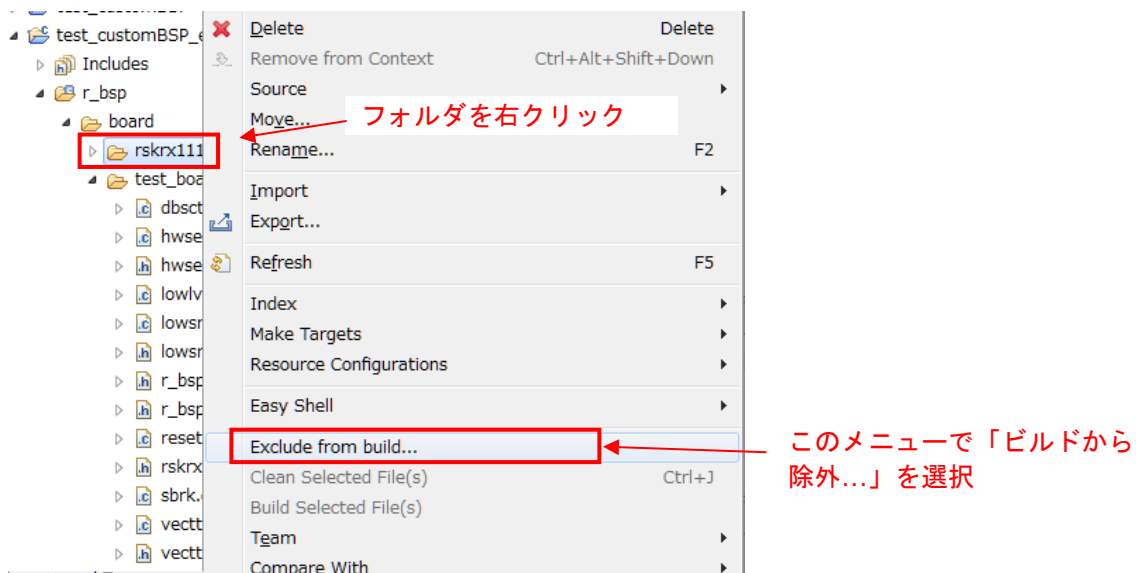 test_customBSP_e
Includes
r_bsp
board
rskrx111
test_boa
dbsct
hwse
hwse
lowlv
lowsr
lowsr
r_bsp
r_bsp
reset
rskrx
sbrk.
vectt
vectt
Delete Delete
Remove from Context Ctrl+Alt+Shift+Down
Source
Move...
Rename... F2
Import
Export...
Refresh F5
Index
Make Targets
Resource Configurations
Easy Shell
Exclude from build...
Clean Selected File(s) Ctrl+J
Build Selected File(s)
Team
Compare With
フォルダを右クリック
このメニューで「ビルドから
除外...」を選択